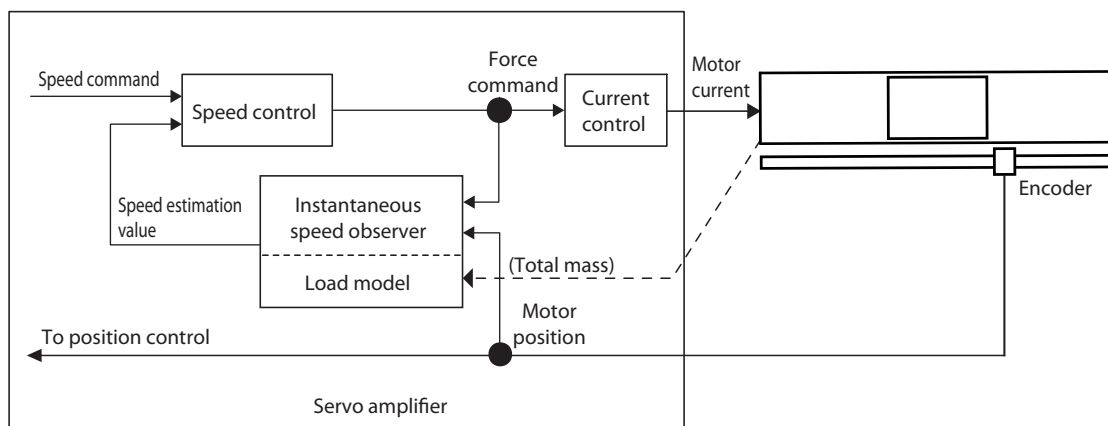 Speed command
Speed control
Force
command
Current
control
Motor
current
Encoder
Speed estimation
value
Instantaneous
speed observer
Load model
(Total mass)
Motor
position
To position control
Servo amplifier